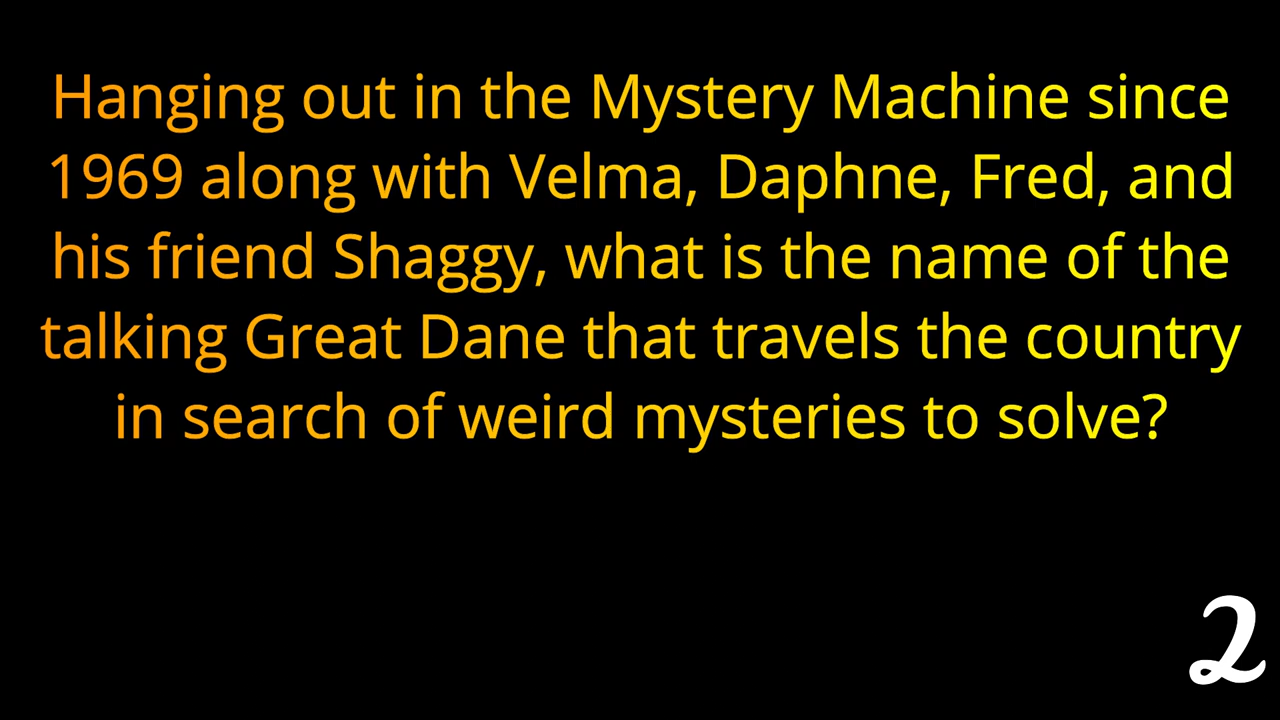 Hanging out in the Mystery Machine since
1969 along with Velma, Daphne, Fred, and
his friend Shaggy, what is the name of the
talking Great Dane that travels the country
in search of weird mysteries to solve?
2